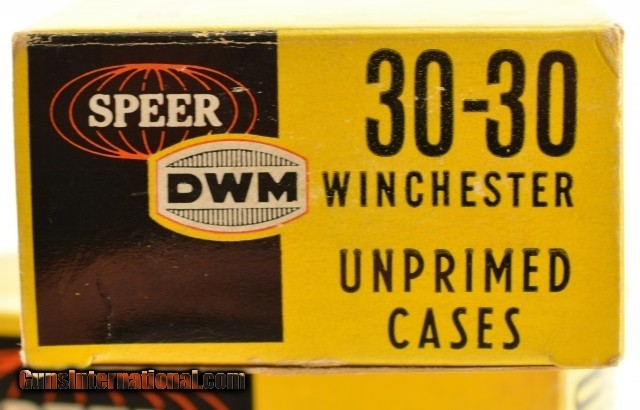 SPEER
DWM
30-30
WINCHESTER
UNPRIMED
CASES
GunsInternational.com